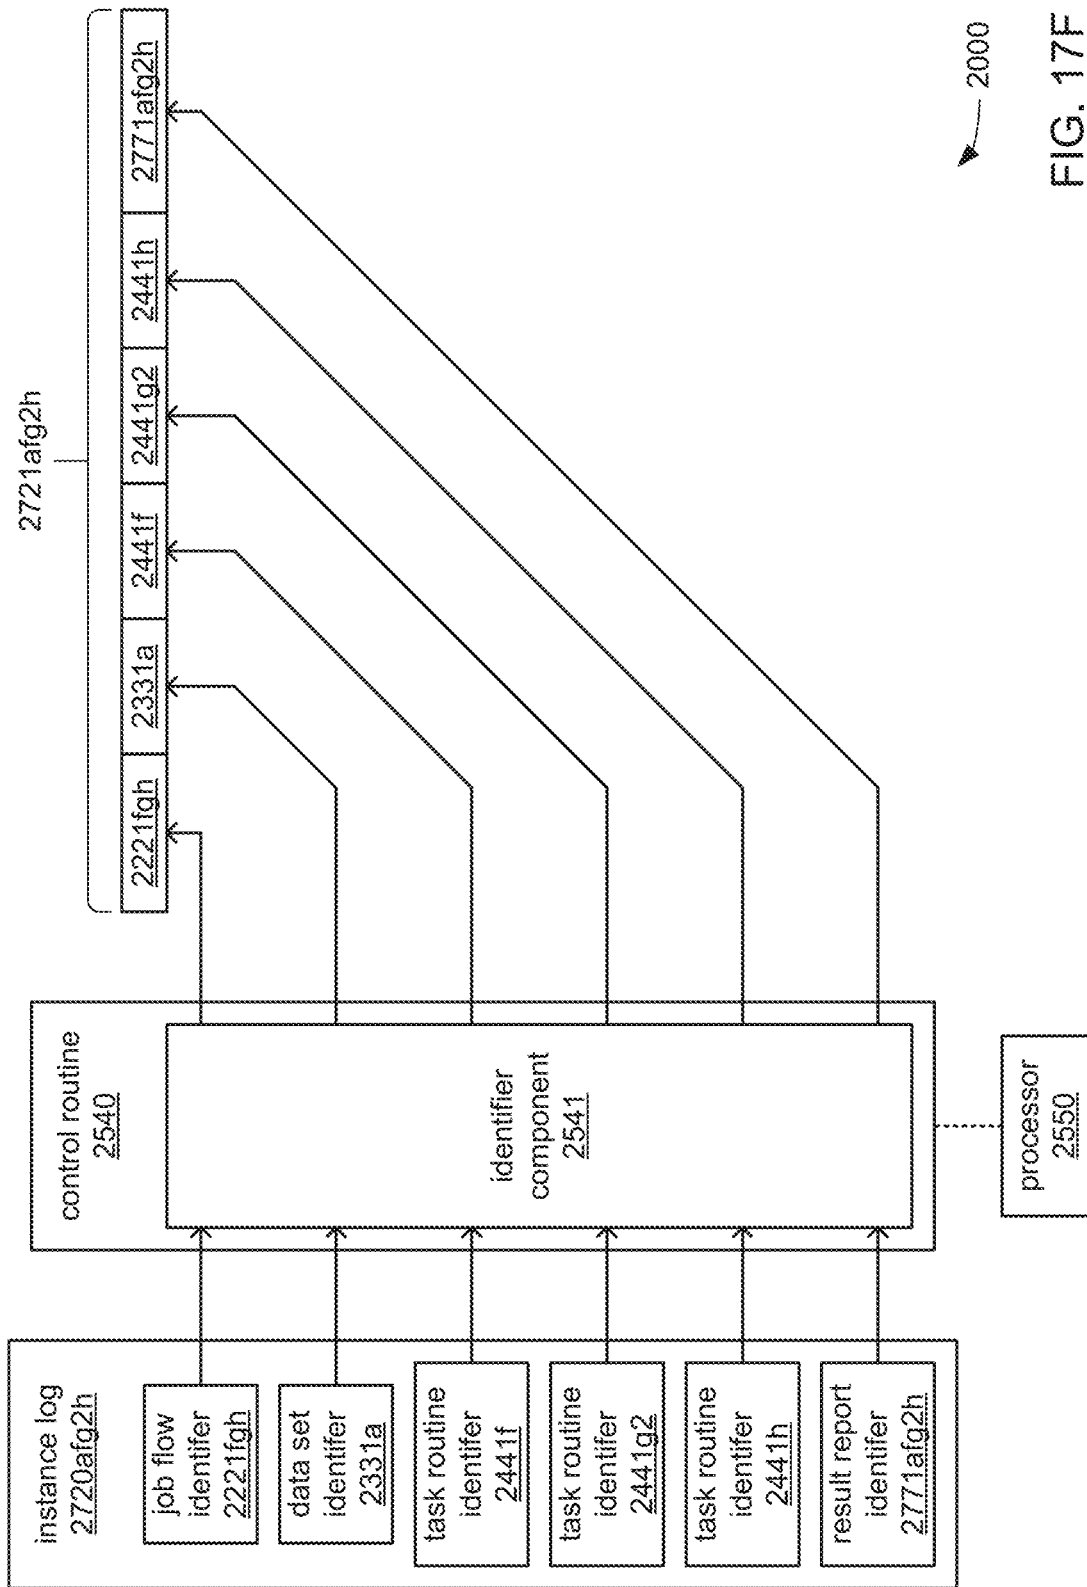 instance log
2720afg2h
job flow
identifer
2221fgh
data set
identifer
2331a
task routine
identifer
2441f
task routine
identifer
2441g2
task routine
identifer
2441h
result report
identifer
2771afg2h
control routine
2540
identifier
component
2541
processor
2550
2721afg2h
2221fgh
2331a
2441f
2441g2
2441h
2771afg2h
2000
FIG. 17F